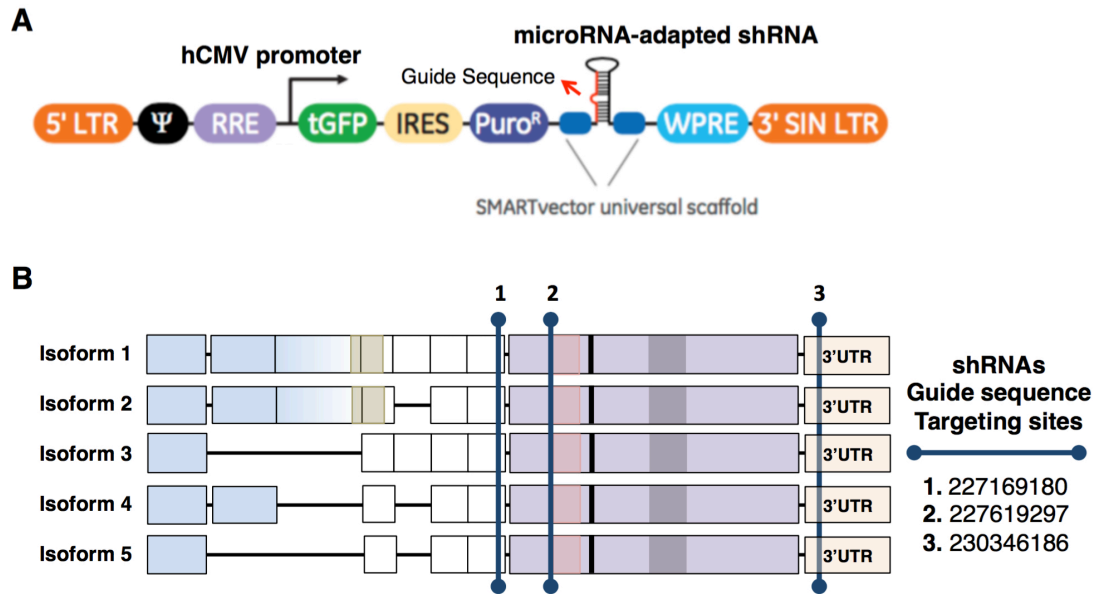 A
hCMV promoter
microRNA-adapted shRNA
Guide Sequence
5' LTR
Ψ
RRE
tGFP
IRES
Puroᴿ
WPRE
3' SIN LTR
SMARTvector universal scaffold
B
1
2
3
Isoform 1
3'UTR
Isoform 2
3'UTR
Isoform 3
3'UTR
Isoform 4
3'UTR
Isoform 5
3'UTR
shRNAs
Guide sequence
Targeting sites
1. 227169180
2. 227619297
3. 230346186